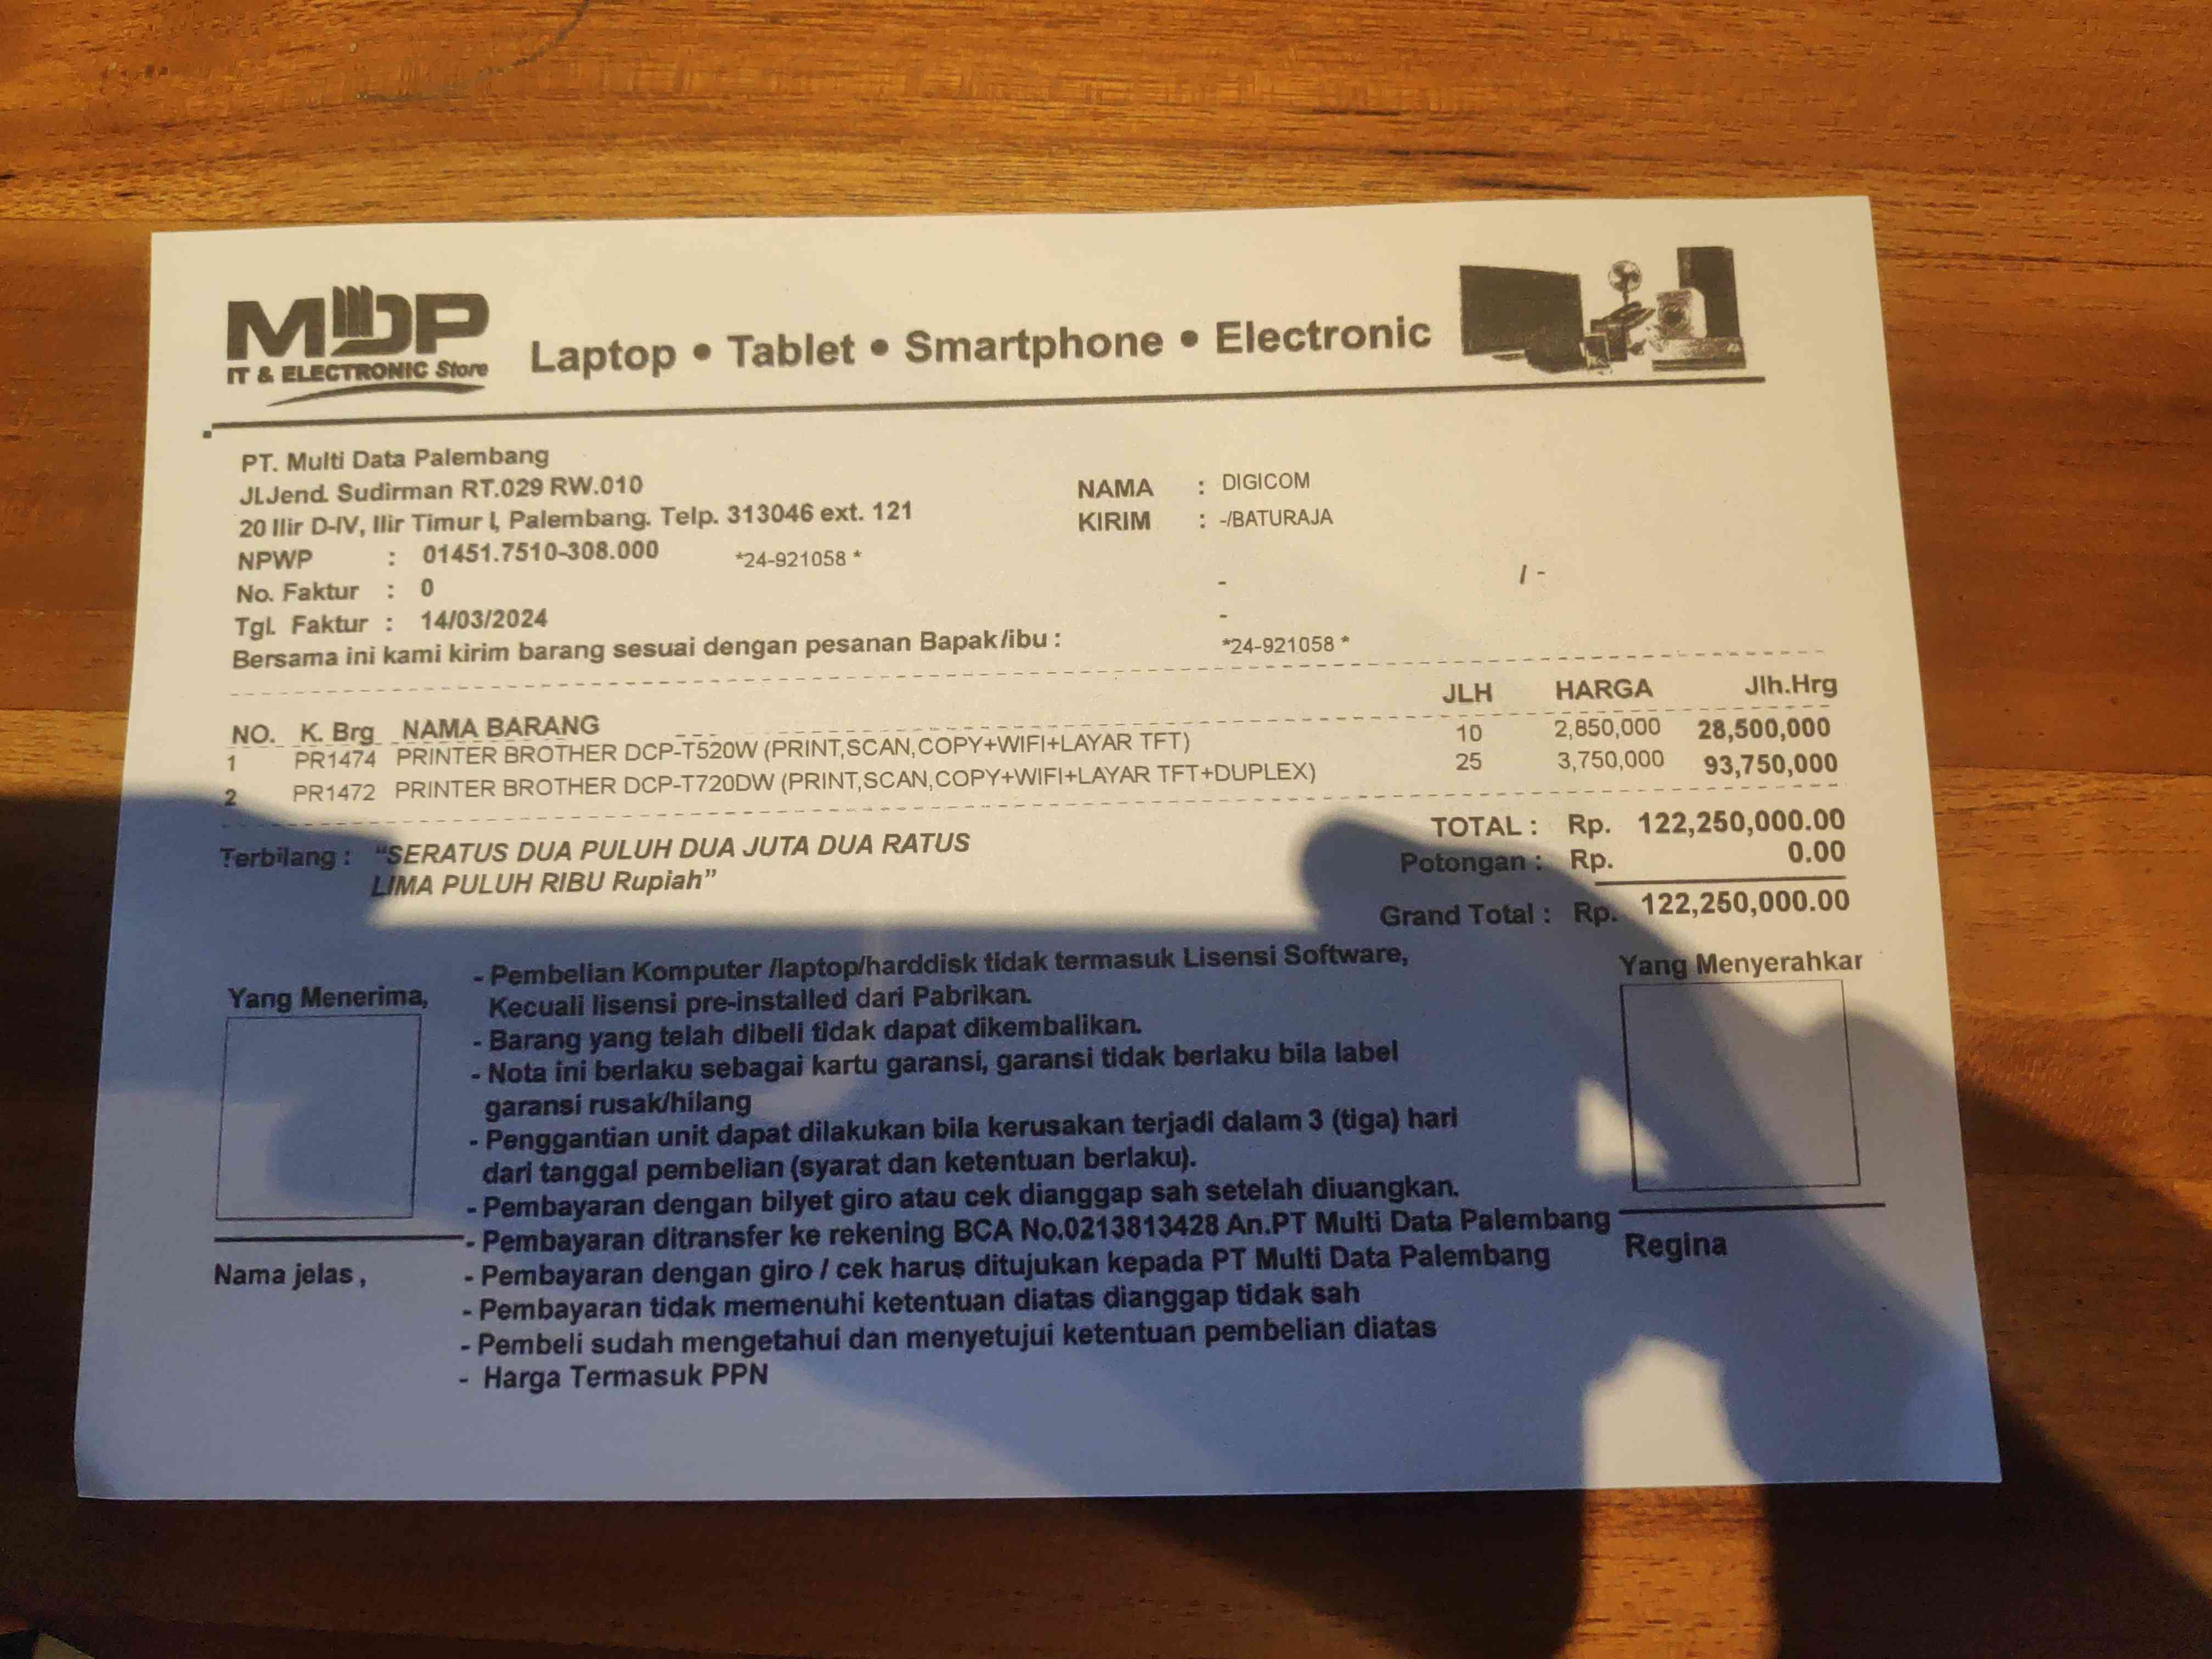 MDP
IT & ELECTRONIC Store
Laptop • Tablet • Smartphone • Electronic
PT. Multi Data Palembang
Jl.Jend. Sudirman RT.029 RW.010
20 Ilir D-IV, Ilir Timur I, Palembang. Telp. 313046 ext. 121
NPWP : 01451.7510-308.000 *24-921058 *
No. Faktur : 0
Tgl. Faktur : 14/03/2024
NAMA : DIGICOM
KIRIM : -/BATURAJA
- / -
-
Bersama ini kami kirim barang sesuai dengan pesanan Bapak/ibu : *24-921058 *
NO. K. Brg NAMA BARANG JLH HARGA Jlh.Hrg
1 PR1474 PRINTER BROTHER DCP-T520W (PRINT,SCAN,COPY+WIFI+LAYAR TFT) 10 2,850,000 28,500,000
2 PR1472 PRINTER BROTHER DCP-T720DW (PRINT,SCAN,COPY+WIFI+LAYAR TFT+DUPLEX) 25 3,750,000 93,750,000
Terbilang : "SERATUS DUA PULUH DUA JUTA DUA RATUS
LIMA PULUH RIBU Rupiah"
TOTAL : Rp. 122,250,000.00
Potongan : Rp. 0.00
Grand Total : Rp. 122,250,000.00
Yang Menerima,
- Pembelian Komputer /laptop/harddisk tidak termasuk Lisensi Software,
Kecuali lisensi pre-installed dari Pabrikan.
- Barang yang telah dibeli tidak dapat dikembalikan.
- Nota ini berlaku sebagai kartu garansi, garansi tidak berlaku bila label
garansi rusak/hilang
- Penggantian unit dapat dilakukan bila kerusakan terjadi dalam 3 (tiga) hari
dari tanggal pembelian (syarat dan ketentuan berlaku).
- Pembayaran dengan bilyet giro atau cek dianggap sah setelah diuangkan.
- Pembayaran ditransfer ke rekening BCA No.0213813428 An.PT Multi Data Palembang
- Pembayaran dengan giro / cek harus ditujukan kepada PT Multi Data Palembang
- Pembayaran tidak memenuhi ketentuan diatas dianggap tidak sah
- Pembeli sudah mengetahui dan menyetujui ketentuan pembelian diatas
- Harga Termasuk PPN
Nama jelas ,
Yang Menyerahkar
Regina